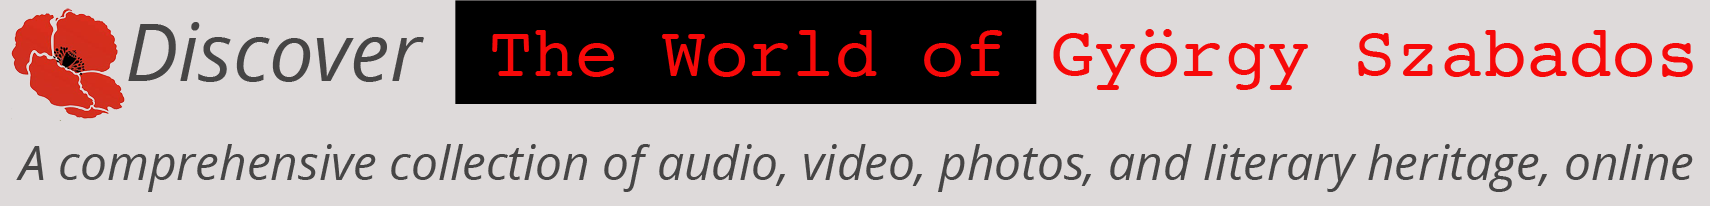 Discover The World of György Szabados
A comprehensive collection of audio, video, photos, and literary heritage, online